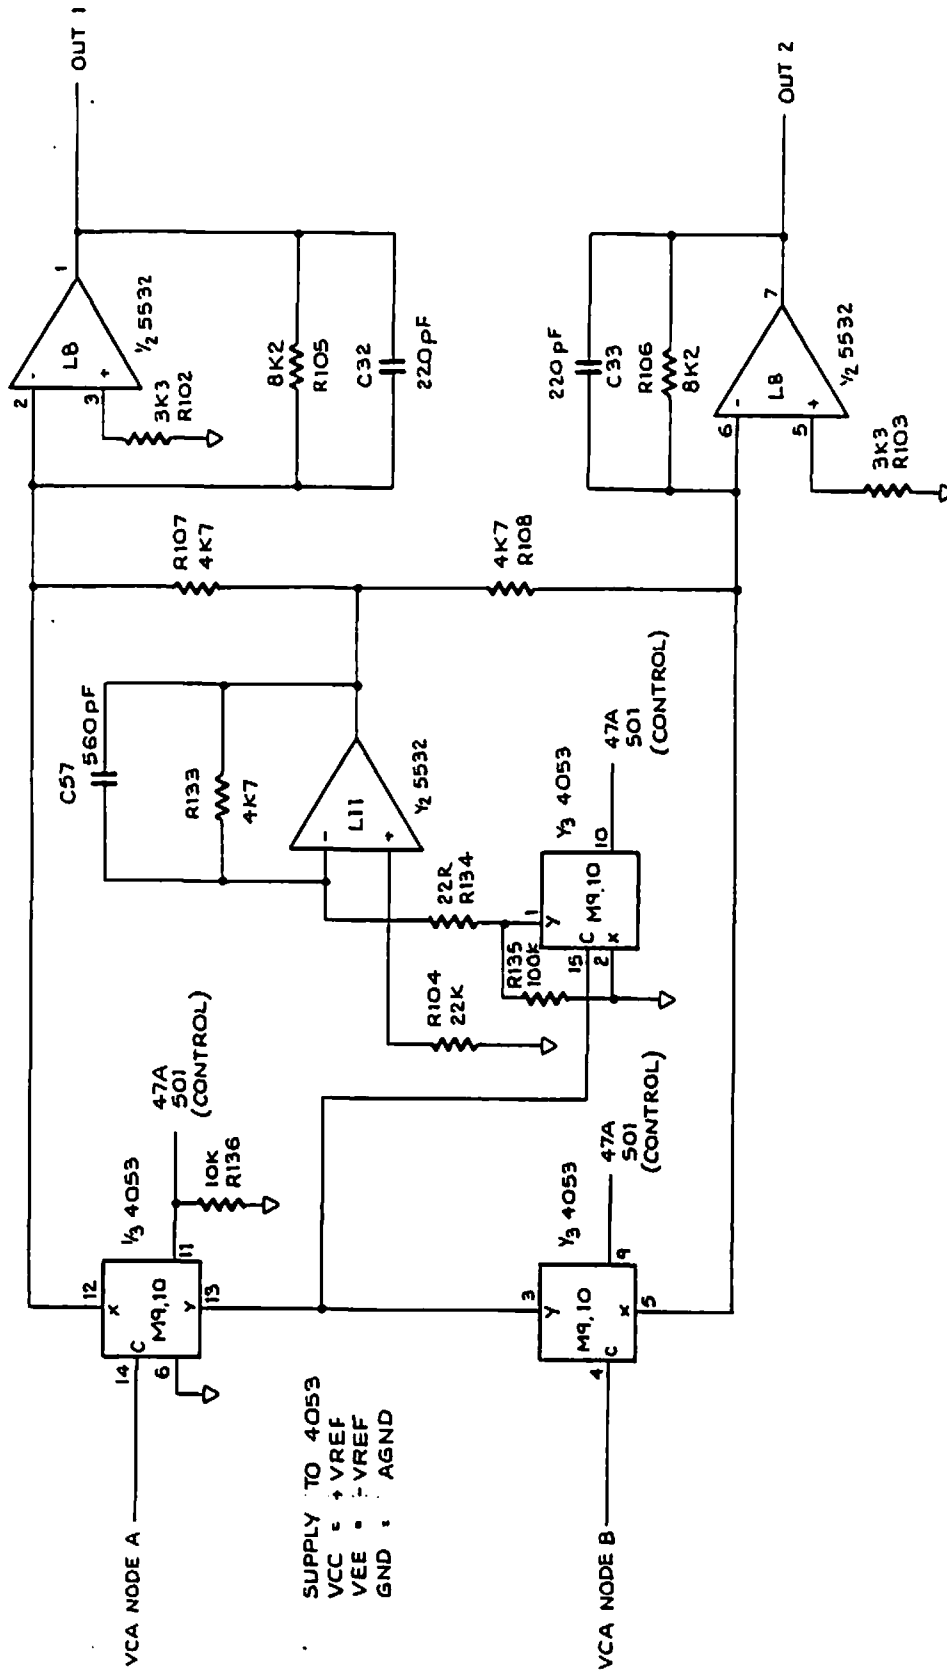 VCA NODE A
14
C
12
X
M9,10
6
Y
13
11
1/3 4053
47A
501
(CONTROL)
10K
R136
SUPPLY TO 4053
VCC = +VREF
VEE = -VREF
GND = AGND
VCA NODE B
4
C
3
Y
M9,10
X
5
9
1/3 4053
47A
501
(CONTROL)
R104
22K
R135
100K
22R
R134
15
2
1
Y
C
X
M9,10
10
1/3 4053
47A
501
(CONTROL)
C57
560pF
R133
4K7
-
+
L11
1/2 5532
R107
4K7
4K7
R108
2
3
-
+
L8
1
1/2 5532
3K3
R102
8K2
R105
C32
220pF
OUT 1
220pF
C33
R106
8K2
6
5
-
+
L8
7
1/2 5532
3K3
R103
OUT 2